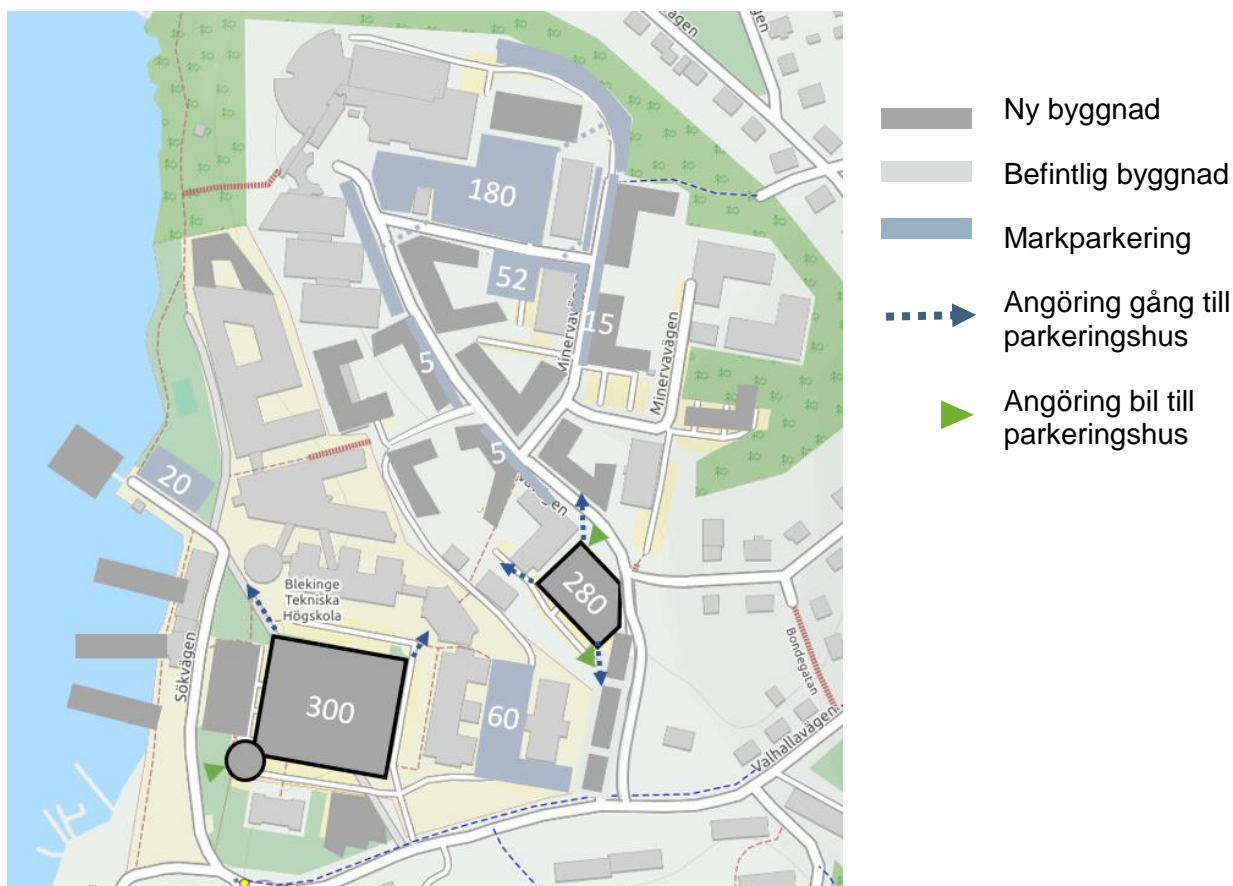 180
52
15
5
5
20
280
300
60
Minervavägen
Blekinge
Tekniska
Högskola
Sökvägen
Bondegatan
Valhallavägen
Ny byggnad
Befintlig byggnad
Markparkering
Angöring gång till
parkeringshus
Angöring bil till
parkeringshus